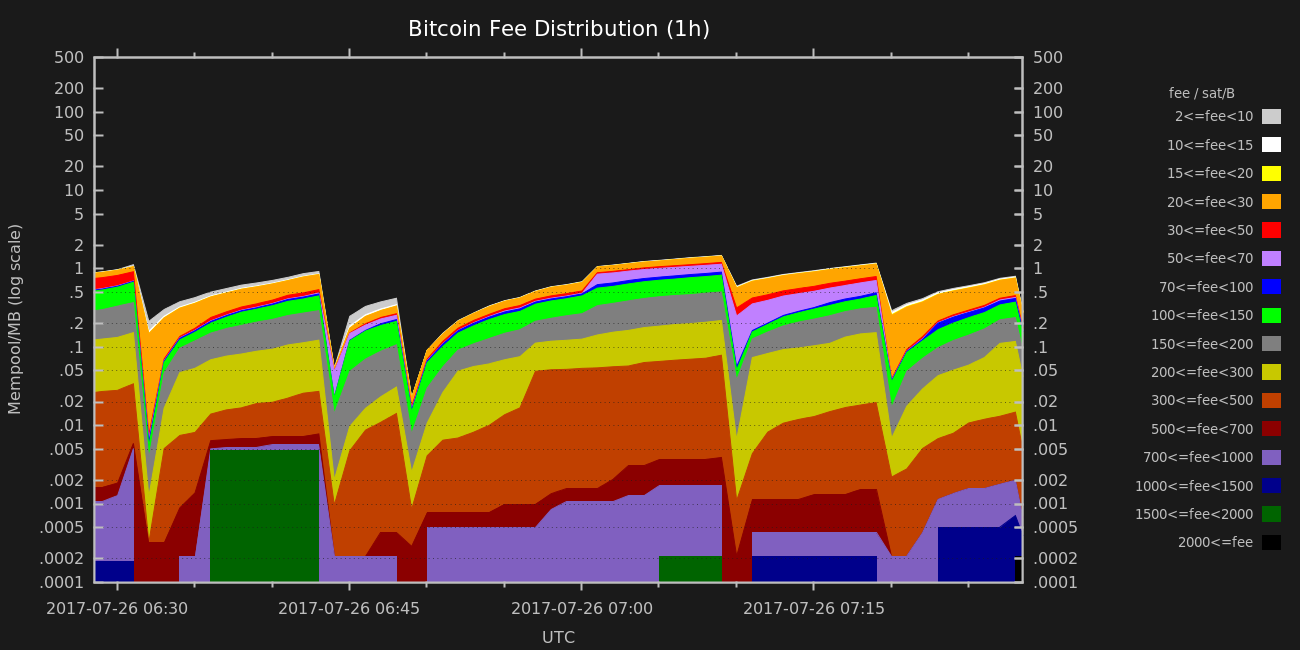 Bitcoin Fee Distribution (1h)
Mempool/MB (log scale)
500
200
100
50
20
10
5
2
1
.5
.2
.1
.05
.02
.01
.005
.002
.001
.0005
.0002
.0001
500
200
100
50
20
10
5
2
1
.5
.2
.1
.05
.02
.01
.005
.002
.001
.0005
.0002
.0001
2017-07-26 06:30
2017-07-26 06:45
2017-07-26 07:00
2017-07-26 07:15
UTC
fee / sat/B
2<=fee<10
10<=fee<15
15<=fee<20
20<=fee<30
30<=fee<50
50<=fee<70
70<=fee<100
100<=fee<150
150<=fee<200
200<=fee<300
300<=fee<500
500<=fee<700
700<=fee<1000
1000<=fee<1500
1500<=fee<2000
2000<=fee